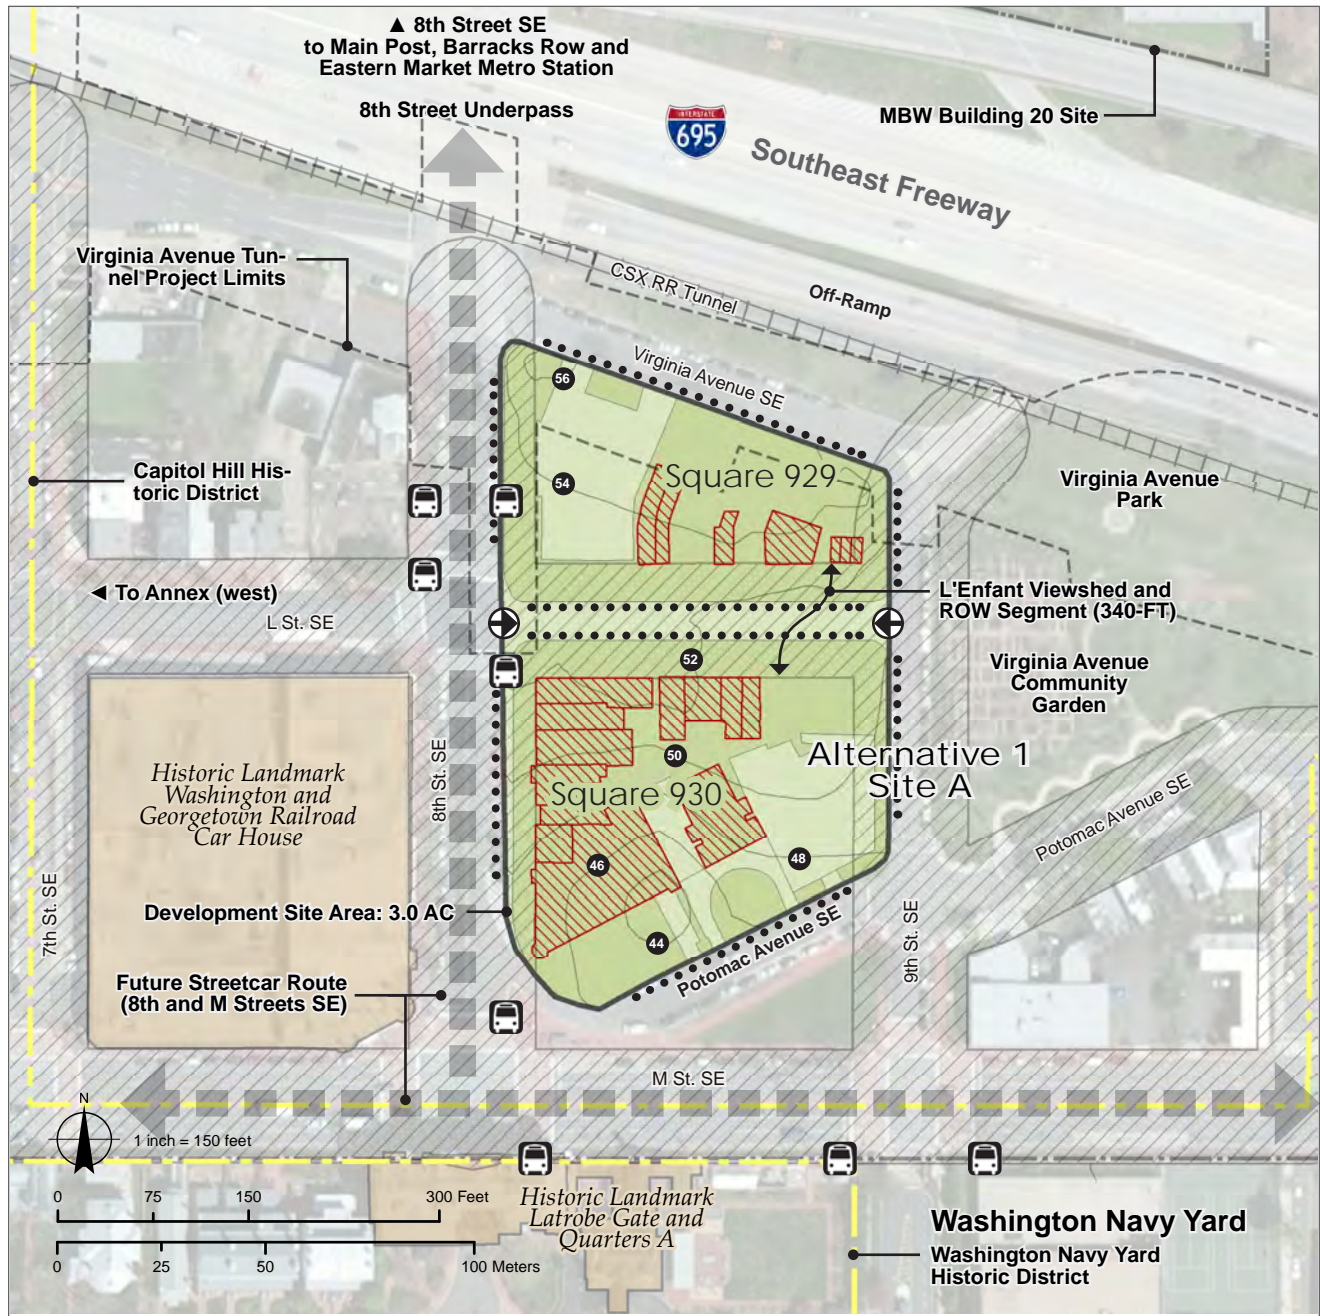 ▲ 8th Street SE
to Main Post, Barracks Row and
Eastern Market Metro Station
8th Street Underpass
INTERSTATE
695
MBW Building 20 Site
Southeast Freeway
Virginia Avenue Tun-
nel Project Limits
CSX RR Tunnel
Off-Ramp
Virginia Avenue SE
56
Capitol Hill His-
toric District
54
Square 929
Virginia Avenue
Park
◄ To Annex (west)
L St. SE
L'Enfant Viewshed and
ROW Segment (340-FT)
52
Virginia Avenue
Community
Garden
8th St. SE
50
Alternative 1
Site A
Historic Landmark
Washington and
Georgetown Railroad
Car House
Square 930
Potomac Avenue SE
46
48
7th St. SE
Development Site Area: 3.0 AC
44
Potomac Avenue SE
9th St. SE
Future Streetcar Route
(8th and M Streets SE)
M St. SE
N
1 inch = 150 feet
0 75 150 300 Feet
0 25 50 100 Meters
Historic Landmark
Latrobe Gate and
Quarters A
Washington Navy Yard
Washington Navy Yard
Historic District